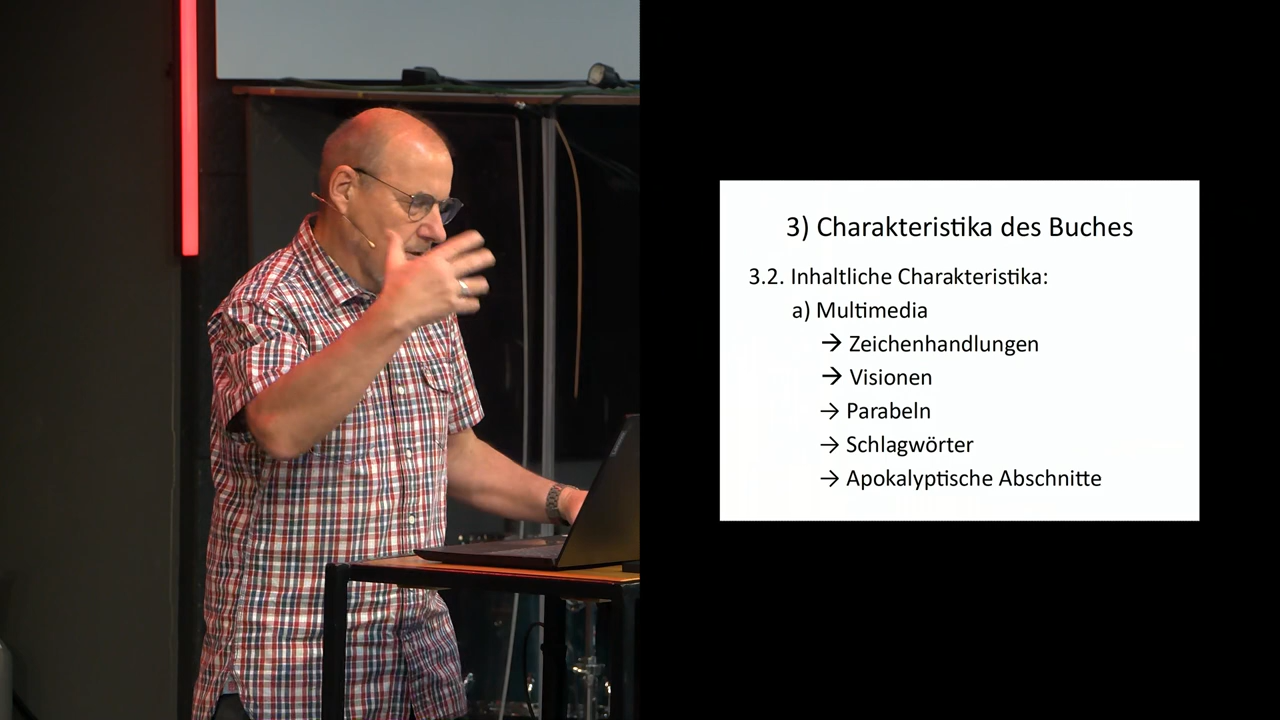 3) Charakteristika des Buches
3.2. Inhaltliche Charakteristika:
a) Multimedia
→ Zeichenhandlungen
→ Visionen
→ Parabeln
→ Schlagwörter
→ Apokalyptische Abschnitte